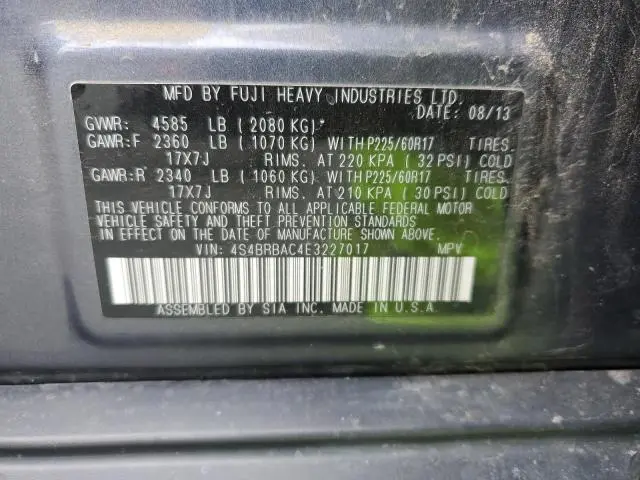 MFD BY FUJI HEAVY INDUSTRIES LTD.
DATE: 08/13
GVWR: 4585 LB ( 2080 KG)*
GAWR:F 2360 LB ( 1070 KG) WITH P225/60R17 TIRES,
17X7J RIMS, AT 220 KPA ( 32 PSI) COLD
GAWR:R 2340 LB ( 1060 KG) WITH P225/60R17 TIRES,
17X7J RIMS, AT 210 KPA ( 30 PSI) COLD
THIS VEHICLE CONFORMS TO ALL APPLICABLE FEDERAL MOTOR
VEHICLE SAFETY AND THEFT PREVENTION STANDARDS
IN EFFECT ON THE DATE OF MANUFACTURE SHOWN ABOVE.
VIN: 4S4BRBAC4E3227017 MPV
ASSEMBLED BY SIA INC. MADE IN U.S.A.